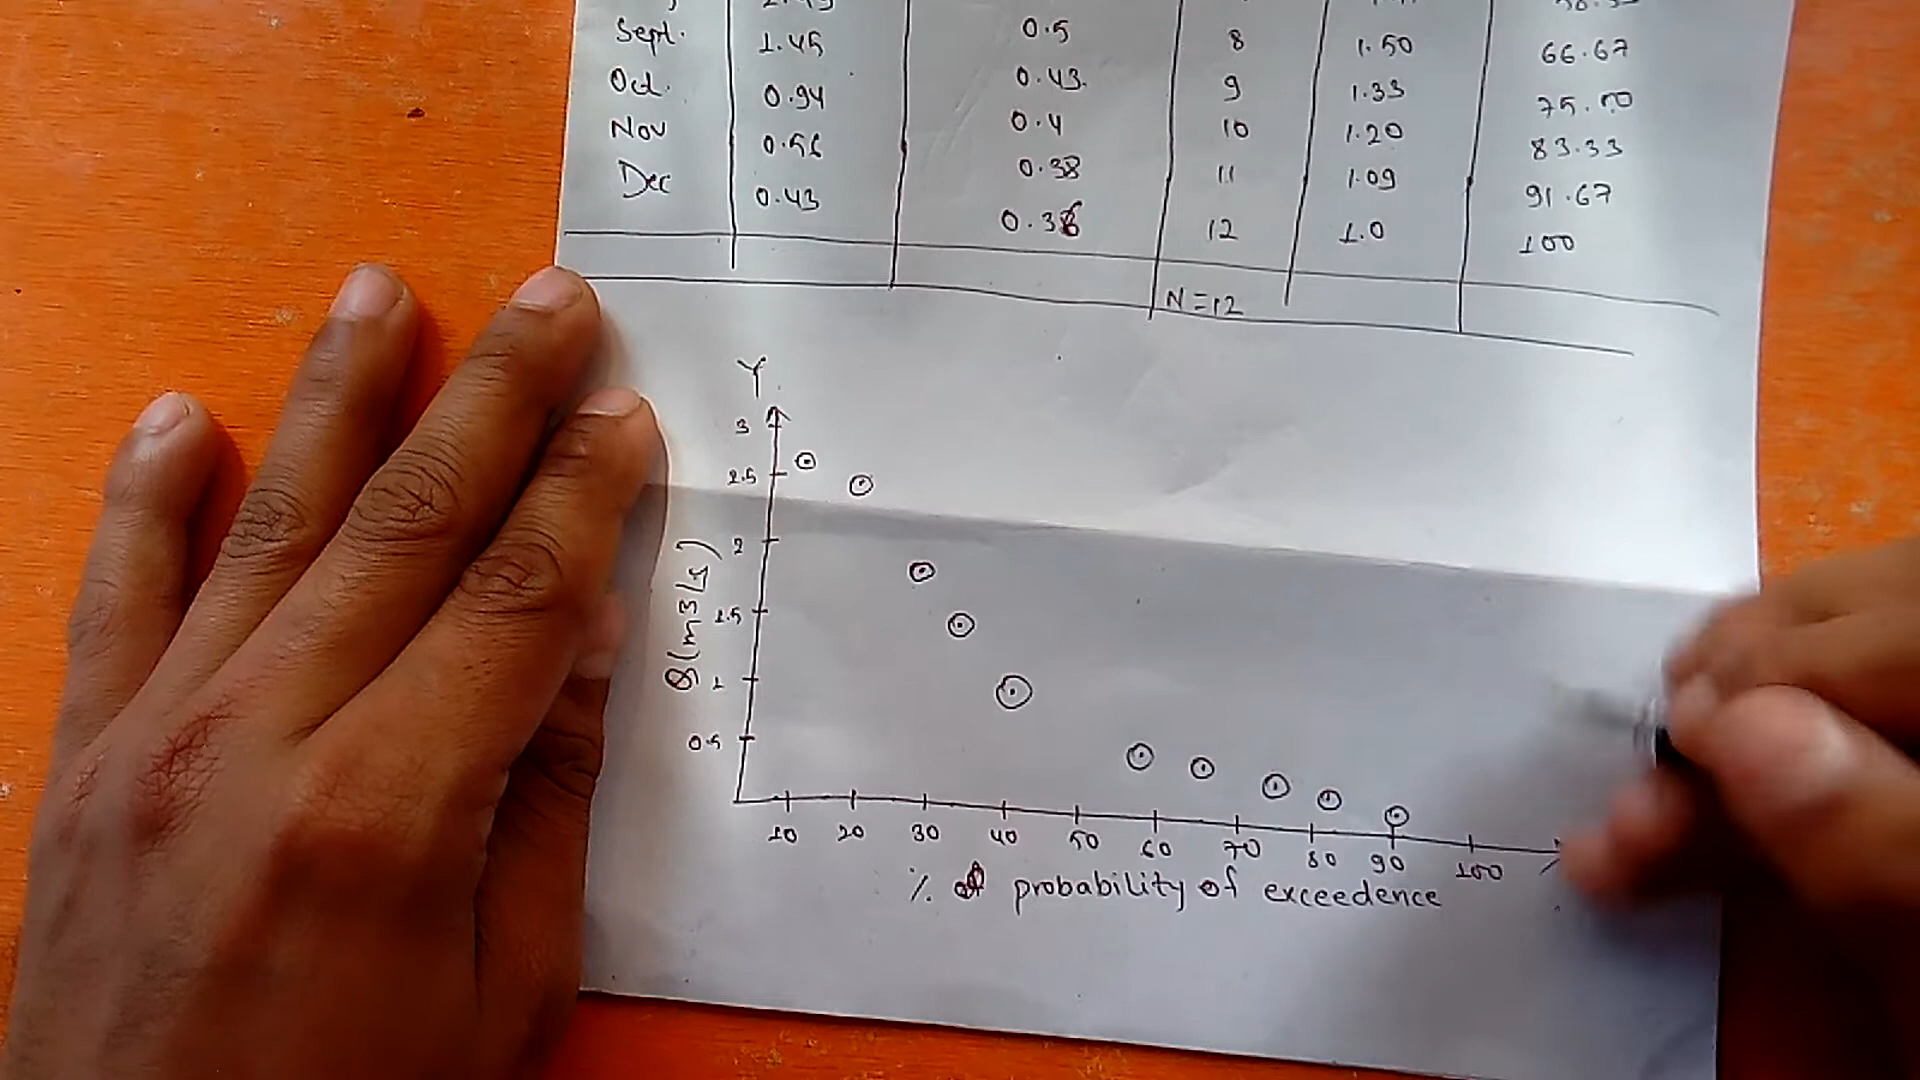 Sept. 1.45 0.5 8 1.50 66.67
Oct. 0.94 0.43 9 1.33 75.00
Nov 0.56 0.4 10 1.20 83.33
Dec 0.43 0.38 11 1.09 91.67
0.36 12 1.0 100
N=12
Y
3
2.5
2
1.5
1
0.5
Q(m3/s)
10 20 30 40 50 60 70 80 90 100
% of probability of exceedence